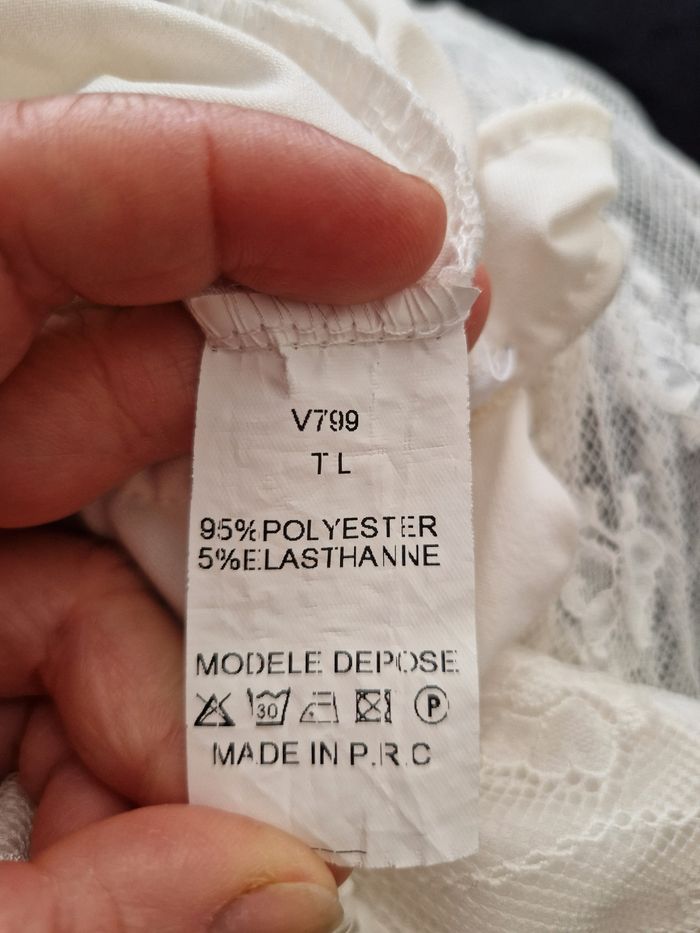 V799
T L
95%POLYESTER
5%ELASTHANNE
MODELE DEPOSE
30 P
MADE IN P.R.C